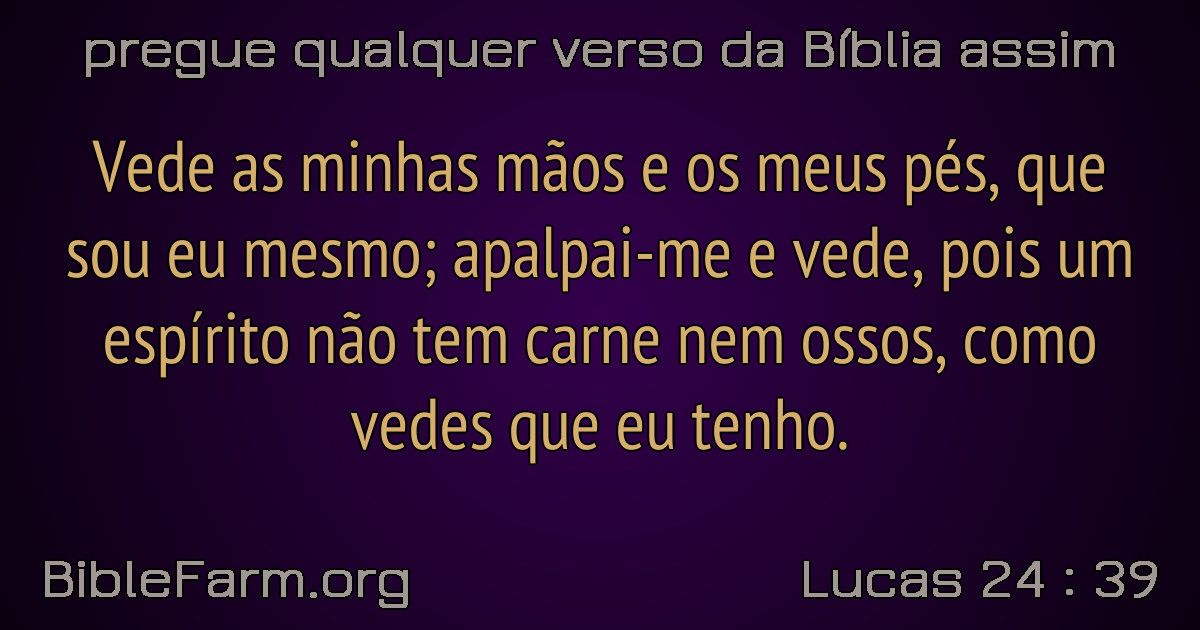 pregue qualquer verso da Bíblia assim
Vede as minhas mãos e os meus pés, que
sou eu mesmo; apalpai-me e vede, pois um
espírito não tem carne nem ossos, como
vedes que eu tenho.
BibleFarm.org
Lucas 24 : 39